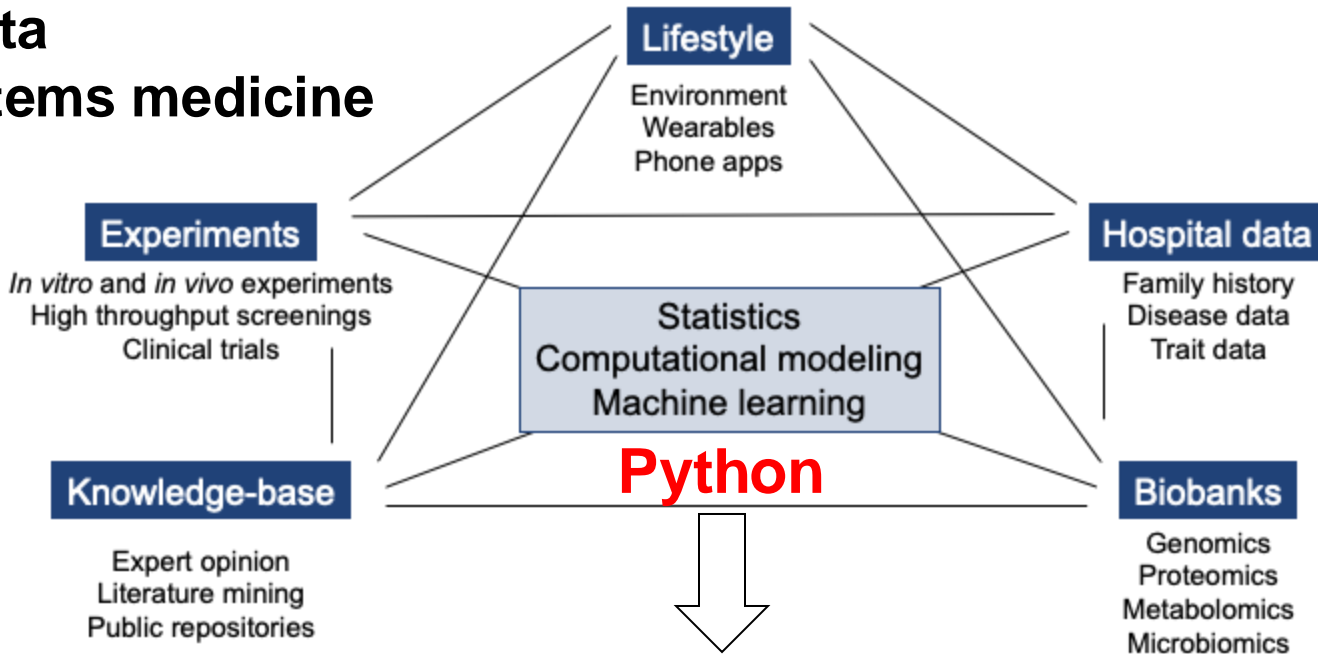 ta
tems medicine
Lifestyle
Environment
Wearables
Phone apps
Experiments
In vitro and in vivo experiments
High throughput screenings
Clinical trials
Hospital data
Family history
Disease data
Trait data
Statistics
Computational modeling
Machine learning
Python
Knowledge-base
Expert opinion
Literature mining
Public repositories
Biobanks
Genomics
Proteomics
Metabolomics
Microbiomics